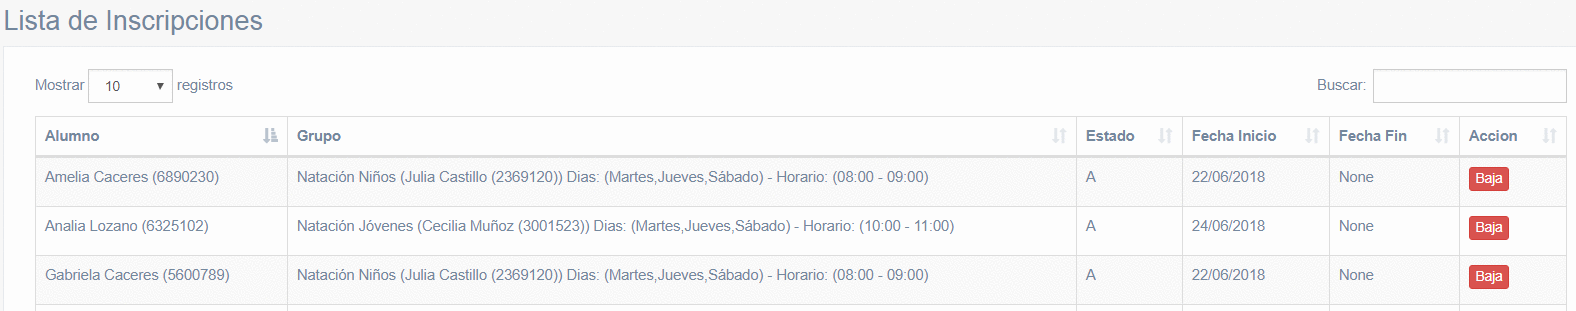 Lista de Inscripciones
Mostrar 10 registros Buscar:
Alumno Grupo Estado Fecha Inicio Fecha Fin Accion
Amelia Caceres (6890230) Natación Niños (Julia Castillo (2369120)) Dias: (Martes,Jueves,Sábado) - Horario: (08:00 - 09:00) A 22/06/2018 None Baja
Analia Lozano (6325102) Natación Jóvenes (Cecilia Muñoz (3001523)) Dias: (Martes,Jueves,Sábado) - Horario: (10:00 - 11:00) A 24/06/2018 None Baja
Gabriela Caceres (5600789) Natación Niños (Julia Castillo (2369120)) Dias: (Martes,Jueves,Sábado) - Horario: (08:00 - 09:00) A 22/06/2018 None Baja